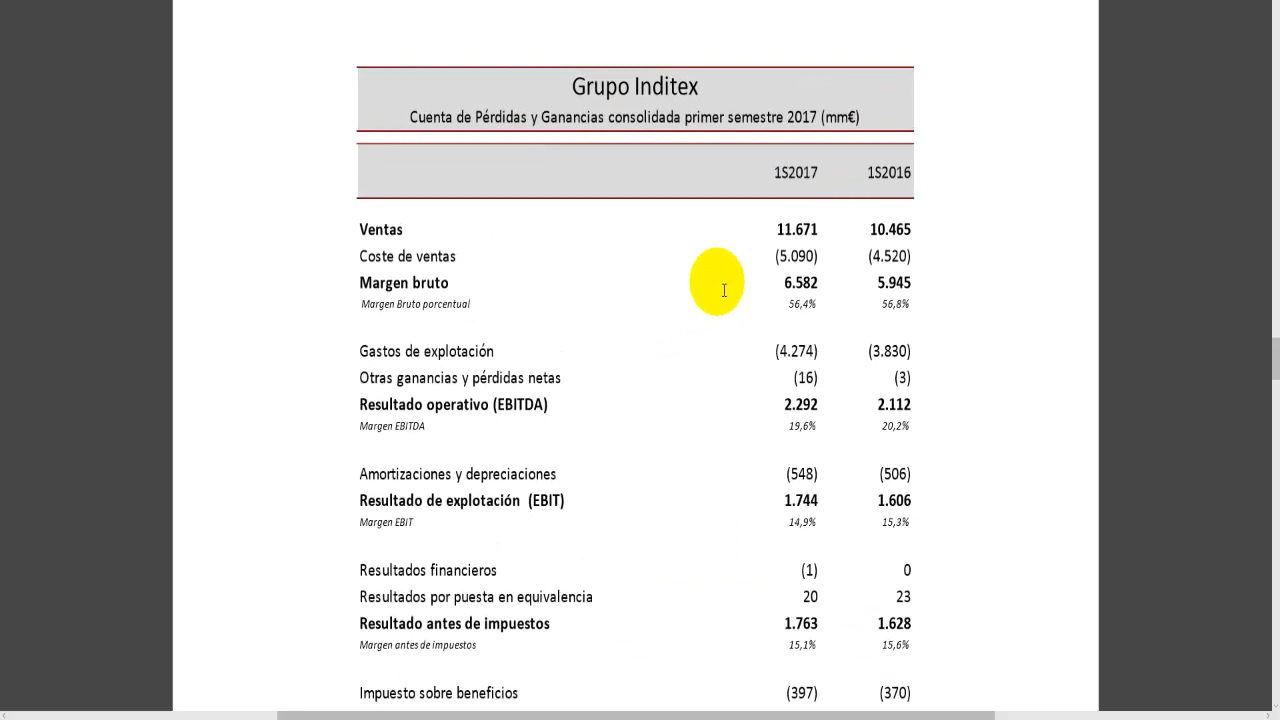 Grupo Inditex
Cuenta de Pérdidas y Ganancias consolidada primer semestre 2017 (mm€)
1S2017 1S2016
Ventas 11.671 10.465
Coste de ventas (5.090) (4.520)
Margen bruto 6.582 5.945
Margen Bruto porcentual 56,4% 56,8%
Gastos de explotación (4.274) (3.830)
Otras ganancias y pérdidas netas (16) (3)
Resultado operativo (EBITDA) 2.292 2.112
Margen EBITDA 19,6% 20,2%
Amortizaciones y depreciaciones (548) (506)
Resultado de explotación (EBIT) 1.744 1.606
Margen EBIT 14,9% 15,3%
Resultados financieros (1) 0
Resultados por puesta en equivalencia 20 23
Resultado antes de impuestos 1.763 1.628
Margen antes de impuestos 15,1% 15,6%
Impuesto sobre beneficios (397) (370)